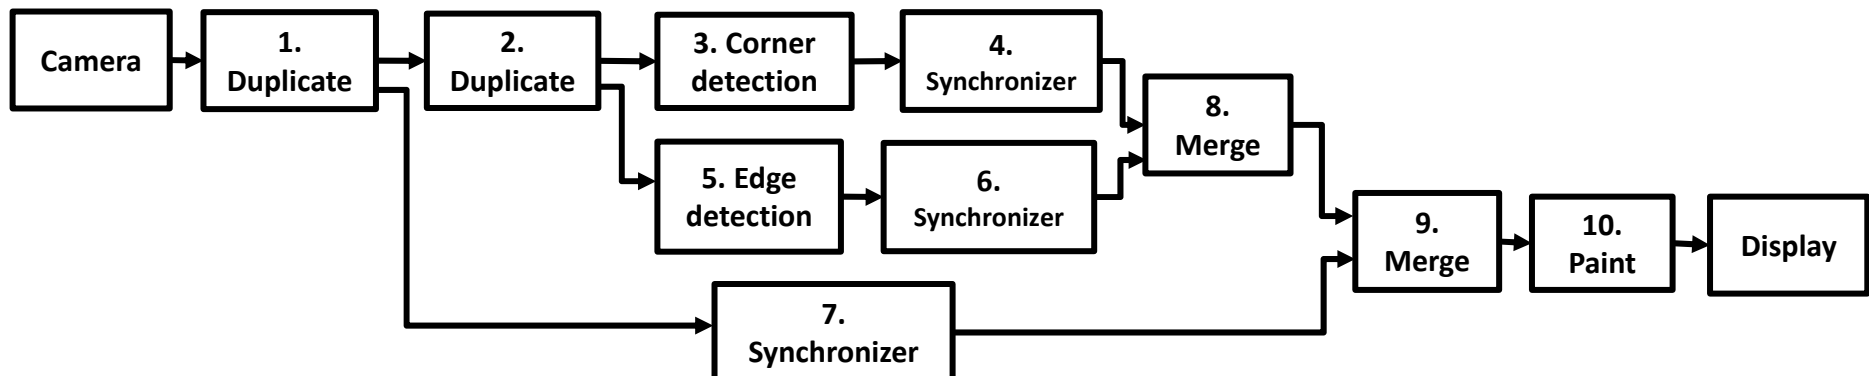 Camera
1.
Duplicate
2.
Duplicate
3. Corner
detection
4.
Synchronizer
5. Edge
detection
6.
Synchronizer
7.
Synchronizer
8.
Merge
9.
Merge
10.
Paint
Display